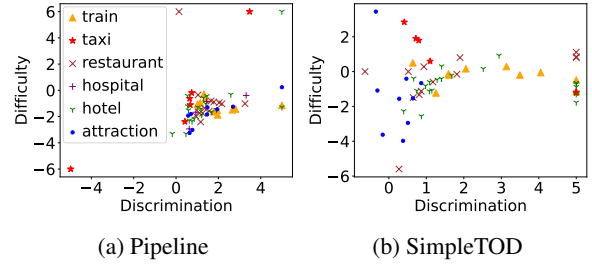 train
taxi
restaurant
hospital
hotel
attraction
Difficulty
6
4
2
0
−2
−4
−6
−4
−2
0
2
4
Discrimination
(a) Pipeline
Difficulty
2
0
−2
−4
−6
0
1
2
3
4
5
Discrimination
(b) SimpleTOD